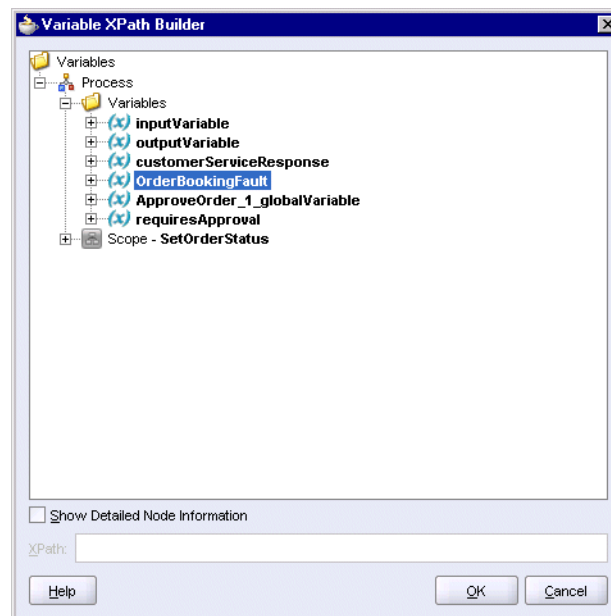 Variable XPath Builder
Variables
Process
Variables
(x) inputVariable
(x) outputVariable
(x) customerServiceResponse
(x) OrderBookingFault
(x) ApproveOrder_1_globalVariable
(x) requiresApproval
Scope - SetOrderStatus
Show Detailed Node Information
XPath:
Help OK Cancel